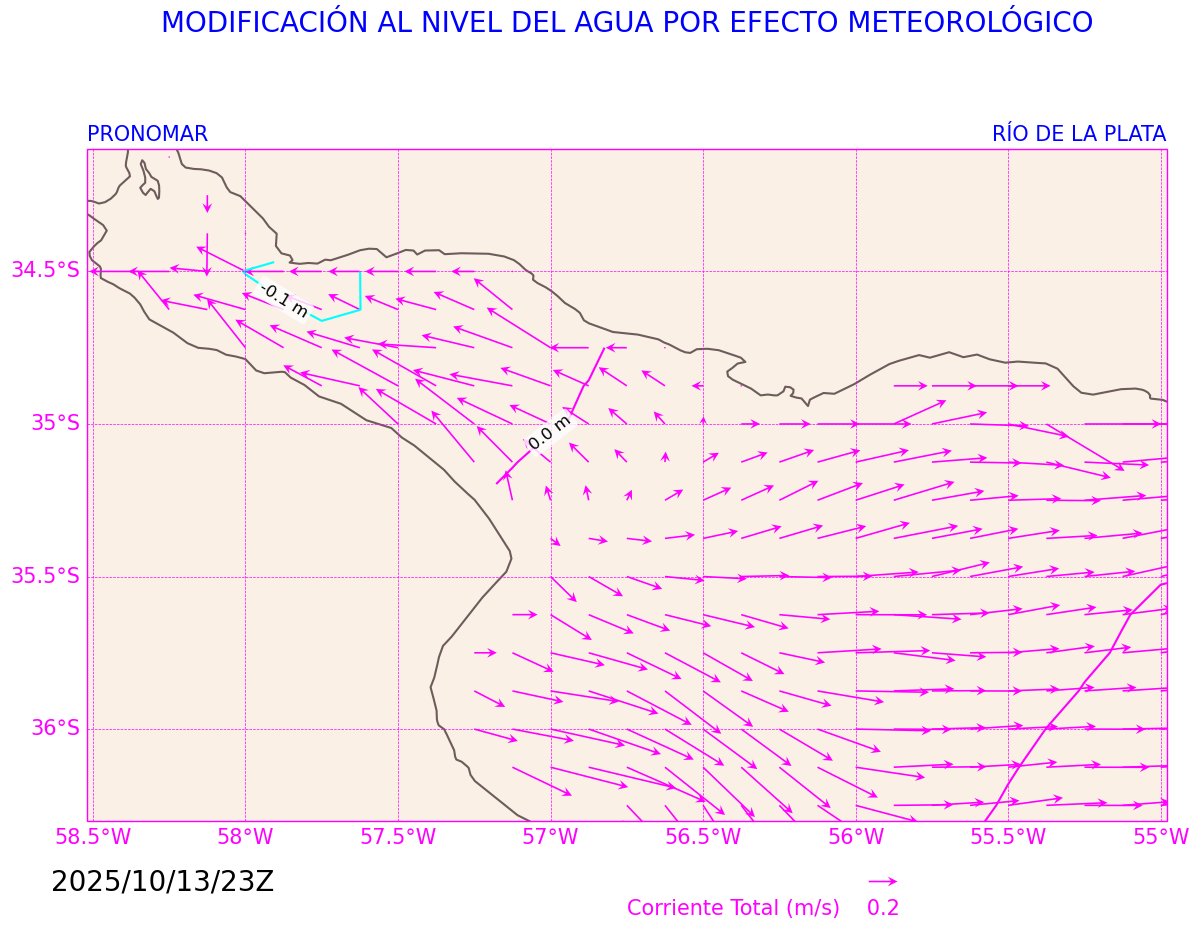 MODIFICACIÓN AL NIVEL DEL AGUA POR EFECTO METEOROLÓGICO
PRONOMAR
RÍO DE LA PLATA
34.5°S
-0.1 m
35°S
0.0 m
35.5°S
36°S
58.5°W
58°W
57.5°W
57°W
56.5°W
56°W
55.5°W
55°W
2025/10/13/23Z
Corriente Total (m/s) 0.2